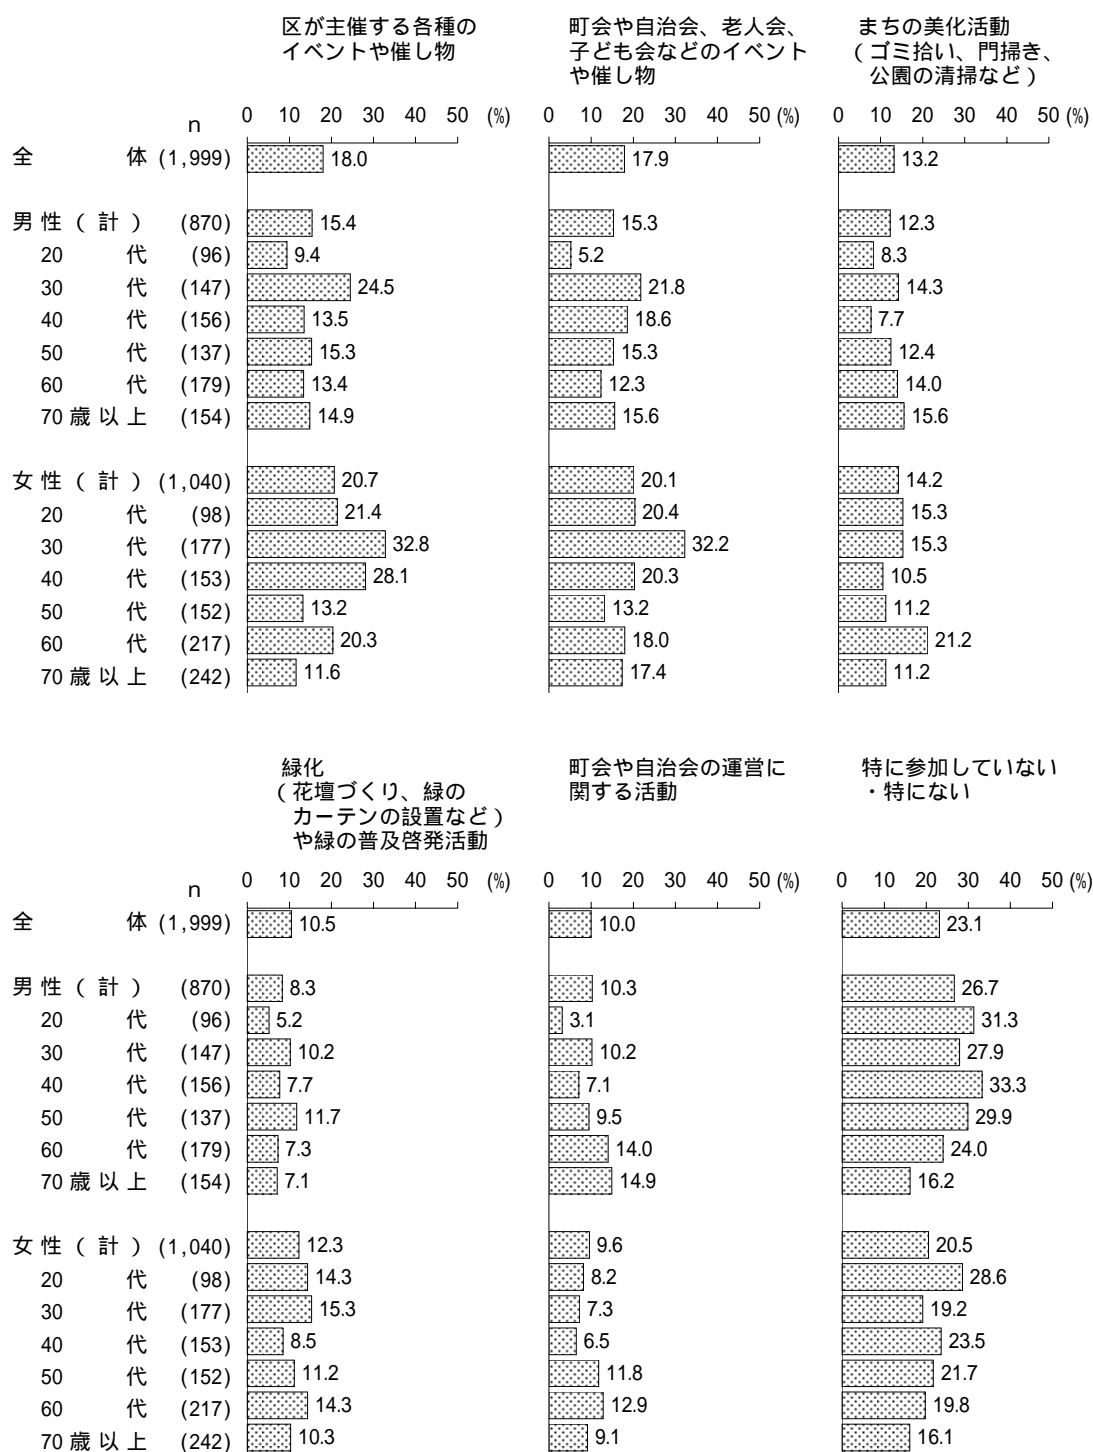 区が主催する各種の
イベントや催し物
町会や自治会、老人会、
子ども会などのイベント
や催し物
まちの美化活動
(ゴミ拾い、門掃き、
公園の清掃など)
n 0 10 20 30 40 50 (%) 0 10 20 30 40 50 (%) 0 10 20 30 40 50 (%)
全 体 (1,999) 18.0 17.9 13.2
男性(計) (870) 15.4 15.3 12.3
20 代 (96) 9.4 5.2 8.3
30 代 (147) 24.5 21.8 14.3
40 代 (156) 13.5 18.6 7.7
50 代 (137) 15.3 15.3 12.4
60 代 (179) 13.4 12.3 14.0
70歳以上 (154) 14.9 15.6 15.6
女性(計) (1,040) 20.7 20.1 14.2
20 代 (98) 21.4 20.4 15.3
30 代 (177) 32.8 32.2 15.3
40 代 (153) 28.1 20.3 10.5
50 代 (152) 13.2 13.2 11.2
60 代 (217) 20.3 18.0 21.2
70歳以上 (242) 11.6 17.4 11.2
緑化
(花壇づくり、緑の
カーテンの設置など)
や緑の普及啓発活動
町会や自治会の運営に
関する活動
特に参加していない
・特にない
n 0 10 20 30 40 50 (%) 0 10 20 30 40 50 (%) 0 10 20 30 40 50 (%)
全 体 (1,999) 10.5 10.0 23.1
男性(計) (870) 8.3 10.3 26.7
20 代 (96) 5.2 3.1 31.3
30 代 (147) 10.2 10.2 27.9
40 代 (156) 7.7 7.1 33.3
50 代 (137) 11.7 9.5 29.9
60 代 (179) 7.3 14.0 24.0
70歳以上 (154) 7.1 14.9 16.2
女性(計) (1,040) 12.3 9.6 20.5
20 代 (98) 14.3 8.2 28.6
30 代 (177) 15.3 7.3 19.2
40 代 (153) 8.5 6.5 23.5
50 代 (152) 11.2 11.8 21.7
60 代 (217) 14.3 12.9 19.8
70歳以上 (242) 10.3 9.1 16.1